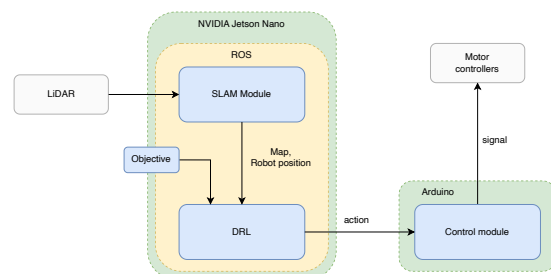 NVIDIA Jetson Nano
ROS
LiDAR
SLAM Module
Motor
controllers
Map,
Robot position
Objective
signal
Arduino
DRL
action
Control module